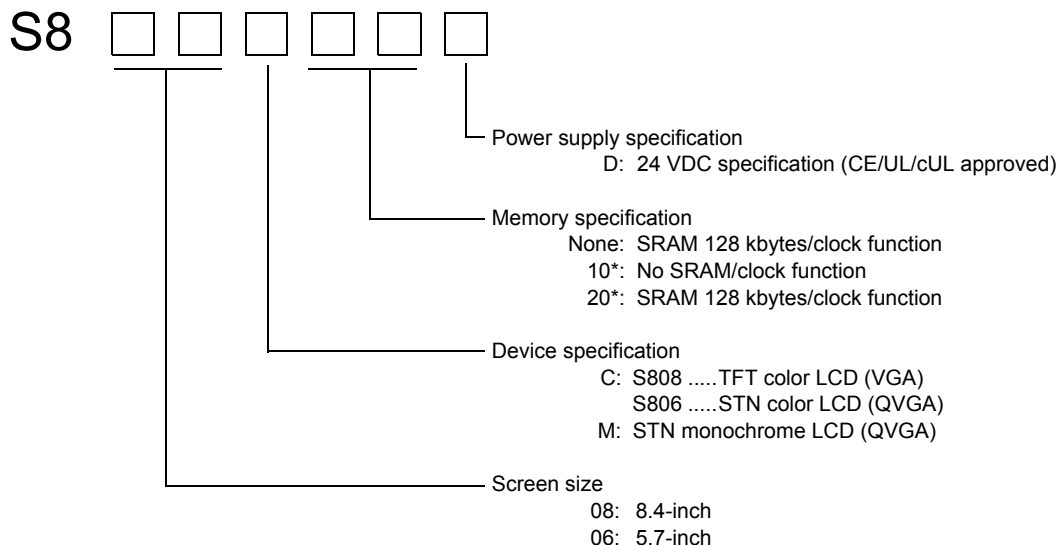 S8
Power supply specification
D: 24 VDC specification (CE/UL/cUL approved)
Memory specification
None: SRAM 128 kbytes/clock function
10*: No SRAM/clock function
20*: SRAM 128 kbytes/clock function
Device specification
C: S808 .....TFT color LCD (VGA)
S806 .....STN color LCD (QVGA)
M: STN monochrome LCD (QVGA)
Screen size
08: 8.4-inch
06: 5.7-inch